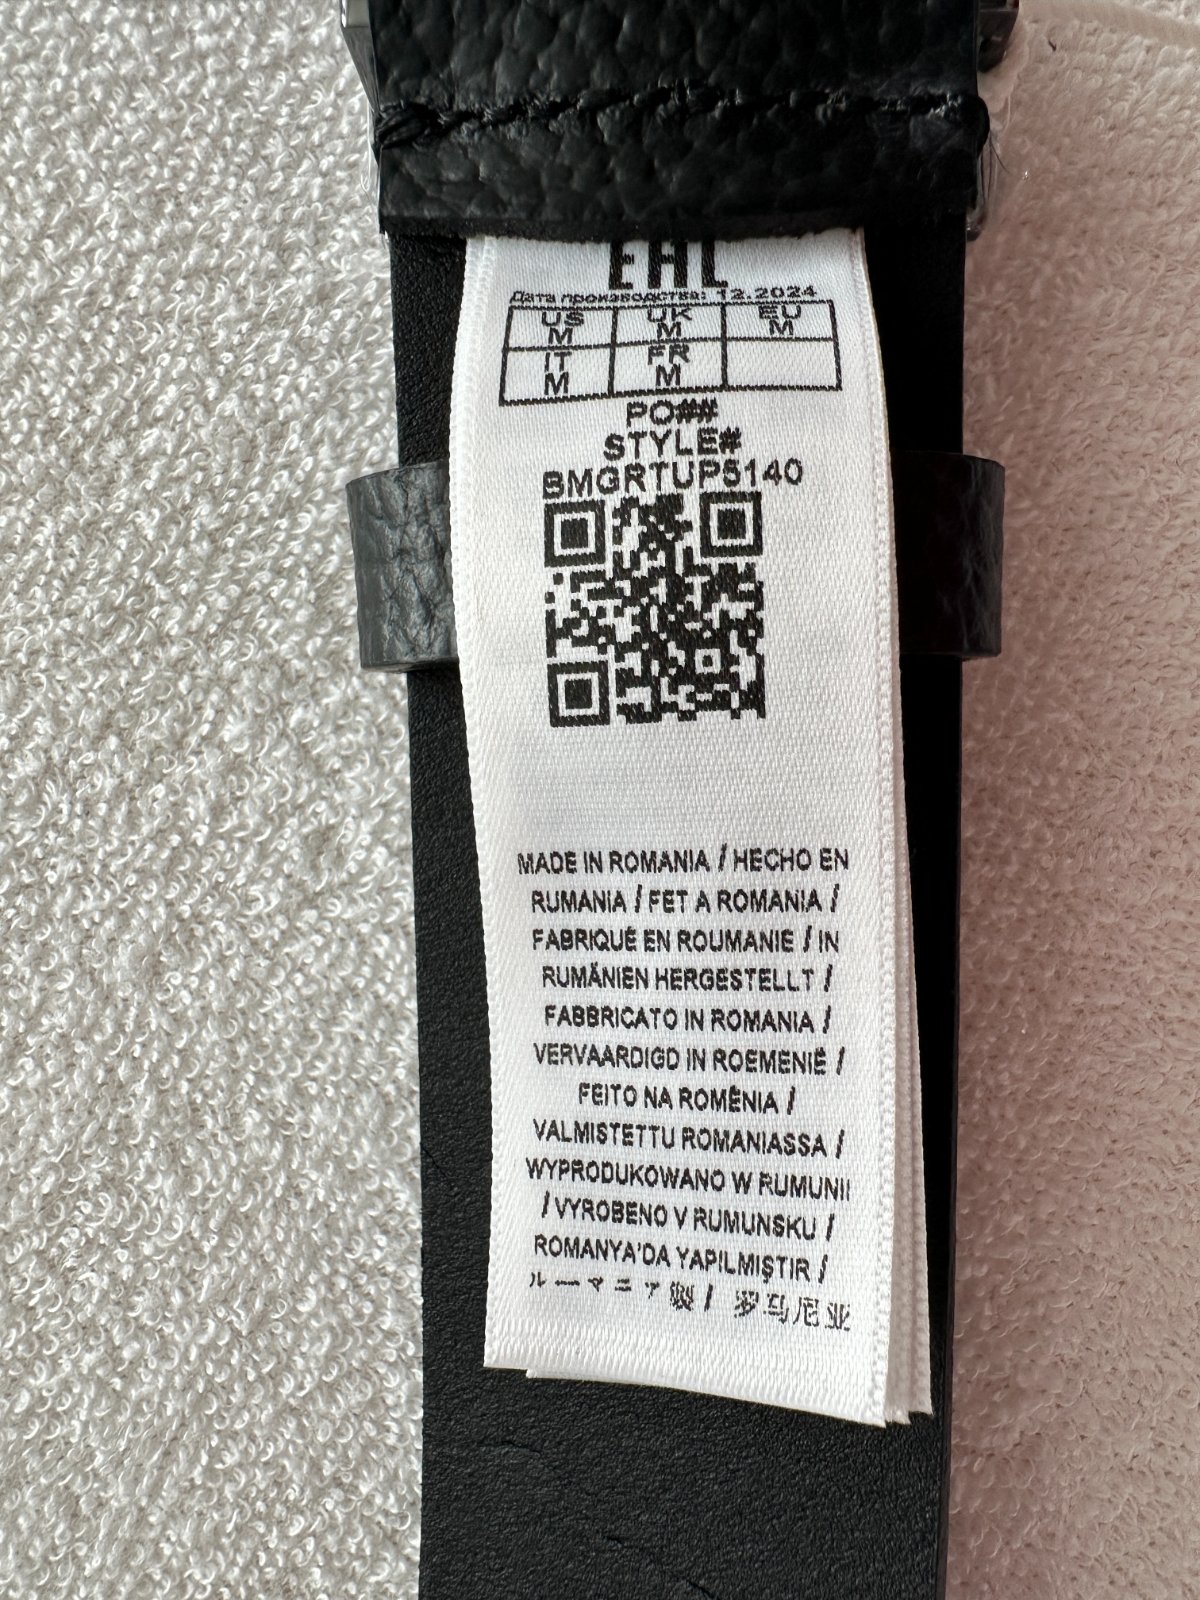 EAC
Дата производства: 12.2024
US M UK M EU M
IT M FR M
PO##
STYLE#
BMGRTUP5140
MADE IN ROMANIA / HECHO EN
RUMANIA / FET A ROMANIA /
FABRIQUÉ EN ROUMANIE / IN
RUMÄNIEN HERGESTELLT /
FABBRICATO IN ROMANIA /
VERVAARDIGD IN ROEMENIË /
FEITO NA ROMÊNIA /
VALMISTETTU ROMANIASSA /
WYPRODUKOWANO W RUMUNII
/ VYROBENO V RUMUNSKU /
ROMANYA'DA YAPILMIŞTIR /
ルーマニア製 / 罗马尼亚